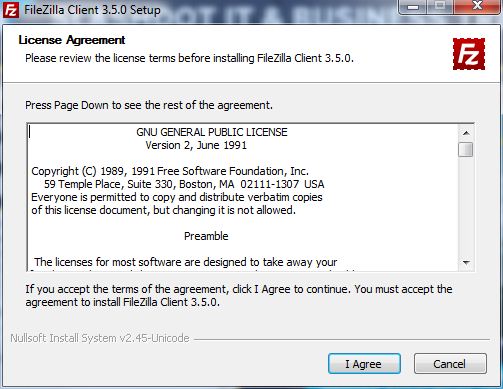 FileZilla Client 3.5.0 Setup
License Agreement
Please review the license terms before installing FileZilla Client 3.5.0.
FZ
Press Page Down to see the rest of the agreement.
GNU GENERAL PUBLIC LICENSE
Version 2, June 1991
Copyright (C) 1989, 1991 Free Software Foundation, Inc.
59 Temple Place, Suite 330, Boston, MA 02111-1307 USA
Everyone is permitted to copy and distribute verbatim copies
of this license document, but changing it is not allowed.
Preamble
The licenses for most software are designed to take away your
If you accept the terms of the agreement, click I Agree to continue. You must accept the
agreement to install FileZilla Client 3.5.0.
Nullsoft Install System v2.45-Unicode
I Agree
Cancel